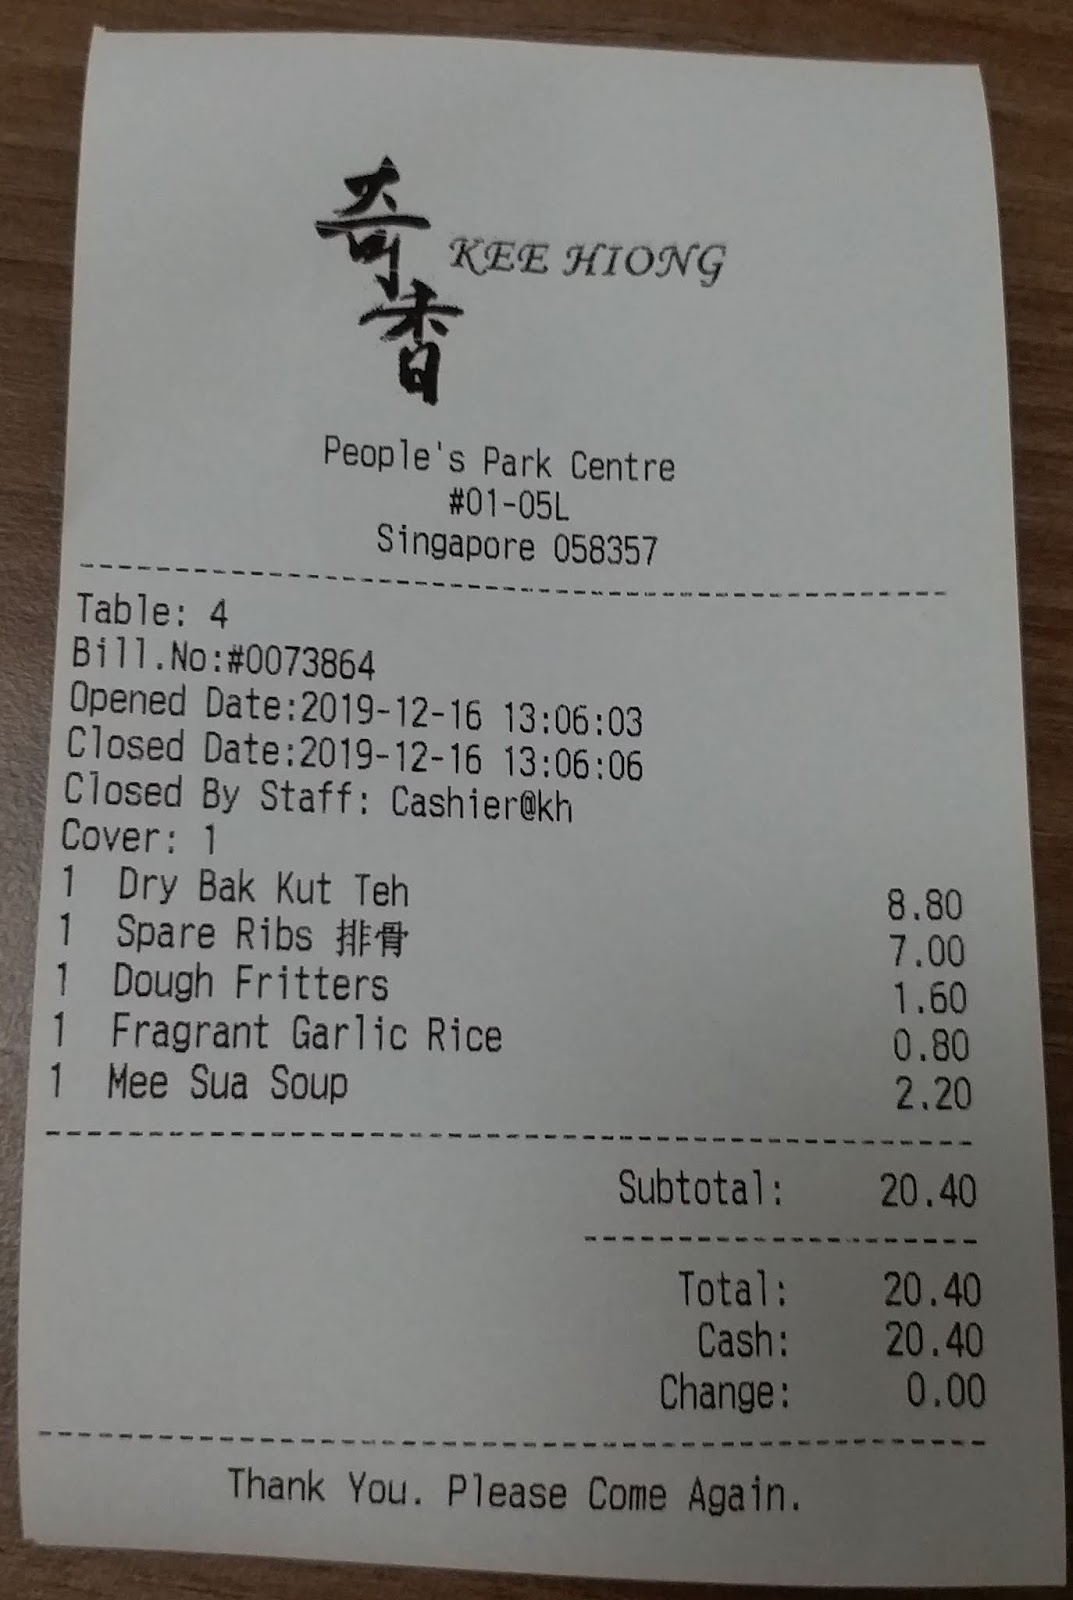 奇香 KEE HIONG
People's Park Centre
#01-05L
Singapore 058357
Table: 4
Bill.No:#0073864
Opened Date:2019-12-16 13:06:03
Closed Date:2019-12-16 13:06:06
Closed By Staff: Cashier@kh
Cover: 1
1 Dry Bak Kut Teh 8.80
1 Spare Ribs 排骨 7.00
1 Dough Fritters 1.60
1 Fragrant Garlic Rice 0.80
1 Mee Sua Soup 2.20
Subtotal: 20.40
Total: 20.40
Cash: 20.40
Change: 0.00
Thank You. Please Come Again.